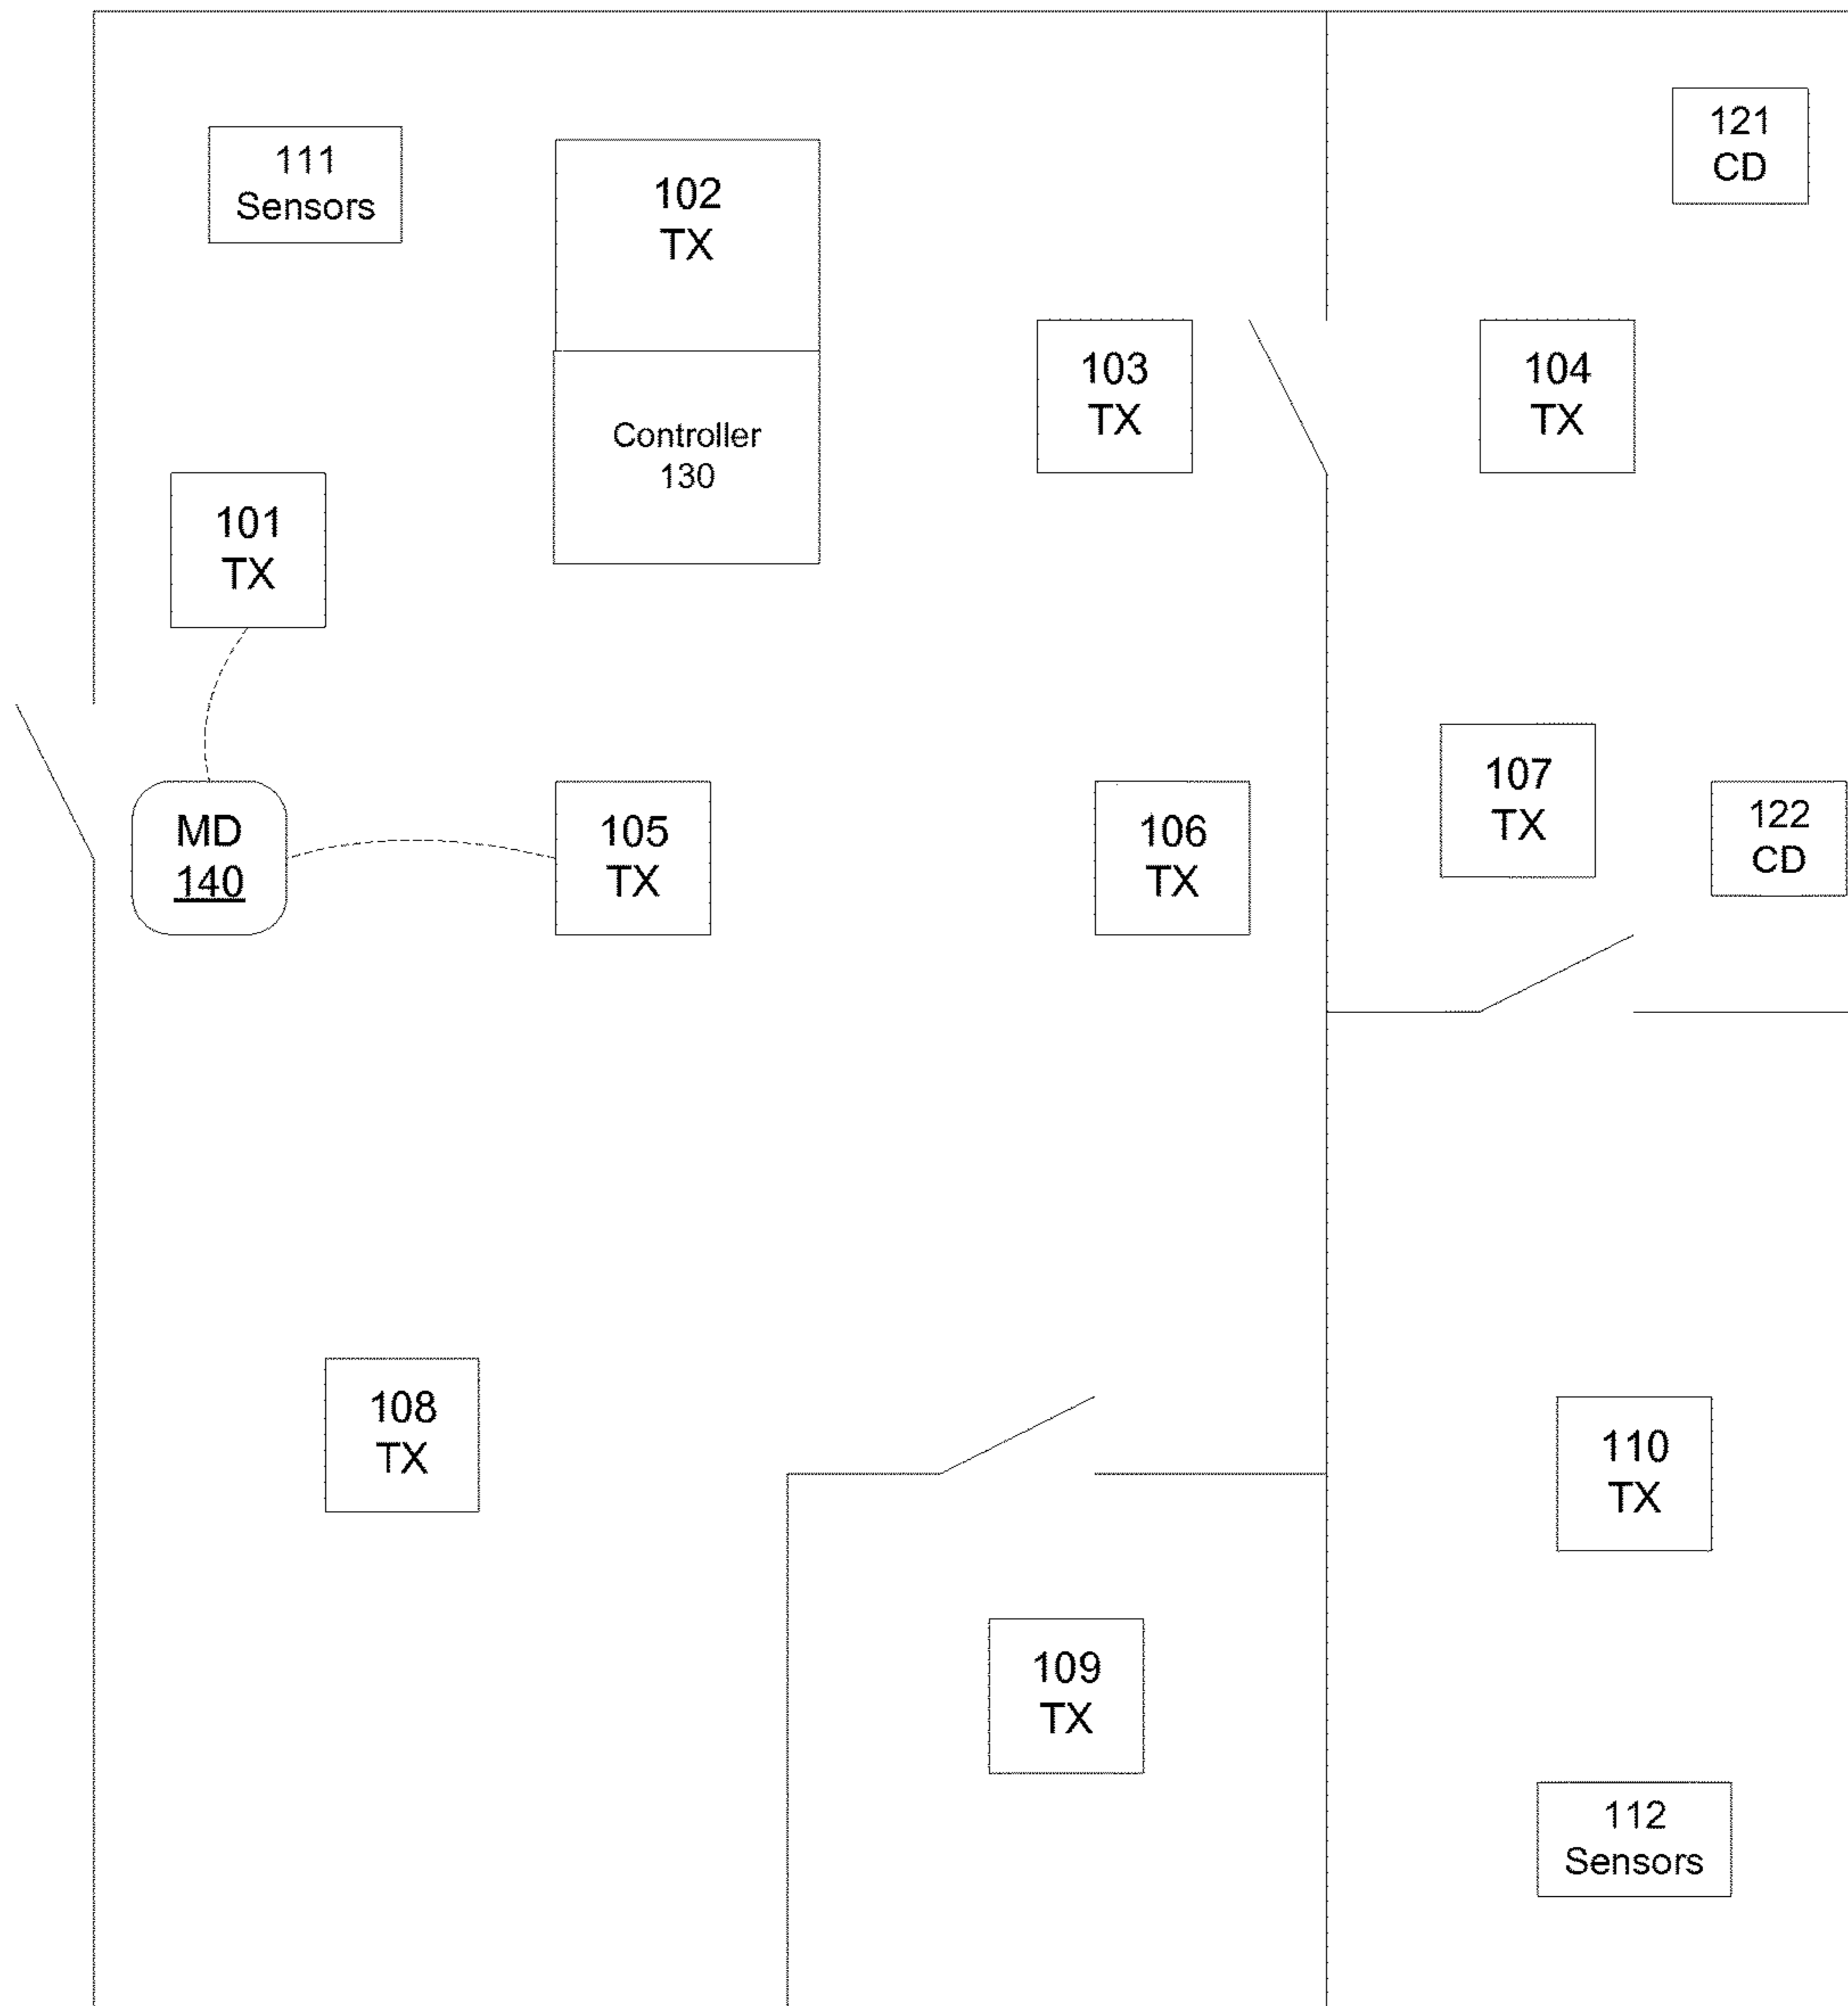 111
Sensors
102
TX
121
CD
Controller
130
103
TX
104
TX
101
TX
MD
140
105
TX
106
TX
107
TX
122
CD
108
TX
110
TX
109
TX
112
Sensors